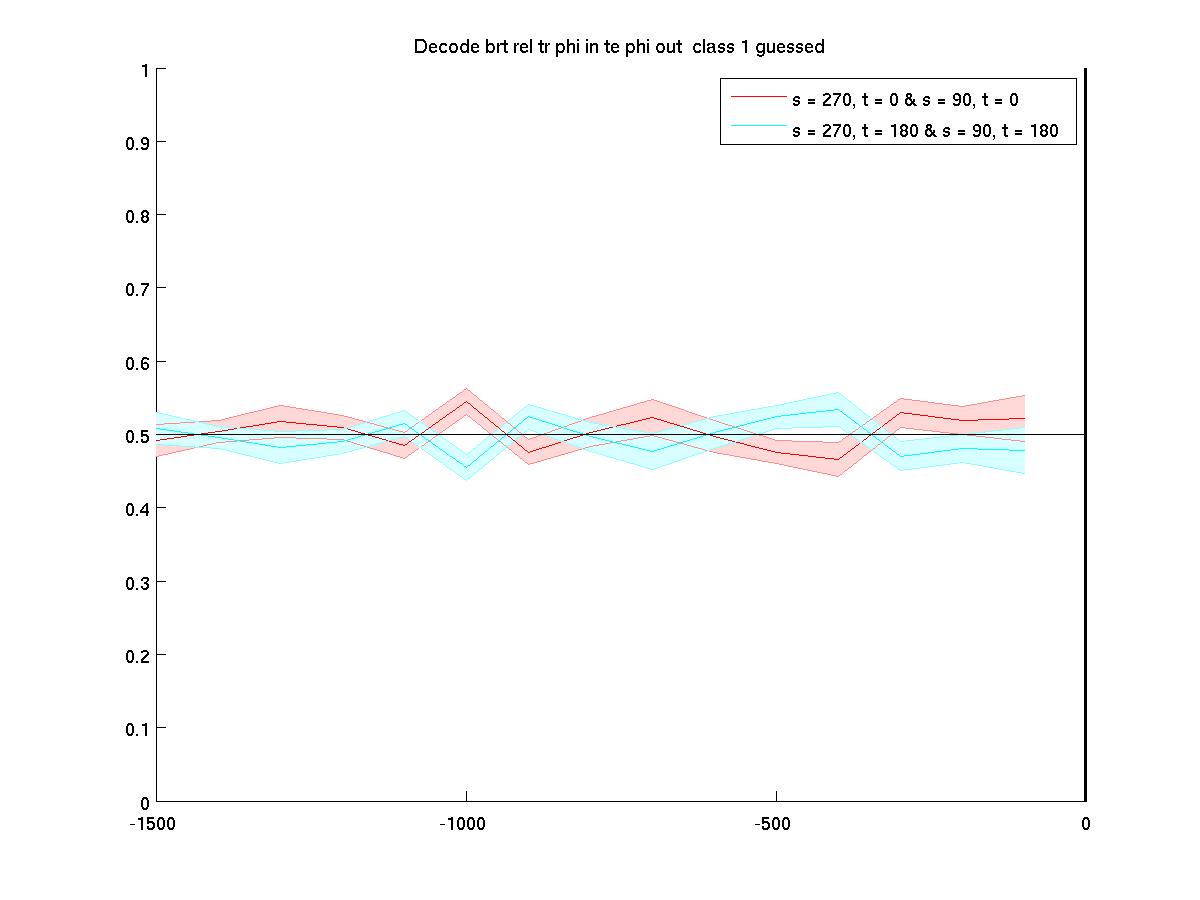 Decode brt rel tr phi in te phi out  class 1 guessed
s = 270, t = 0 & s = 90, t = 0
s = 270, t = 180 & s = 90, t = 180
1
0.9
0.8
0.7
0.6
0.5
0.4
0.3
0.2
0.1
0
-1500 -1000 -500 0